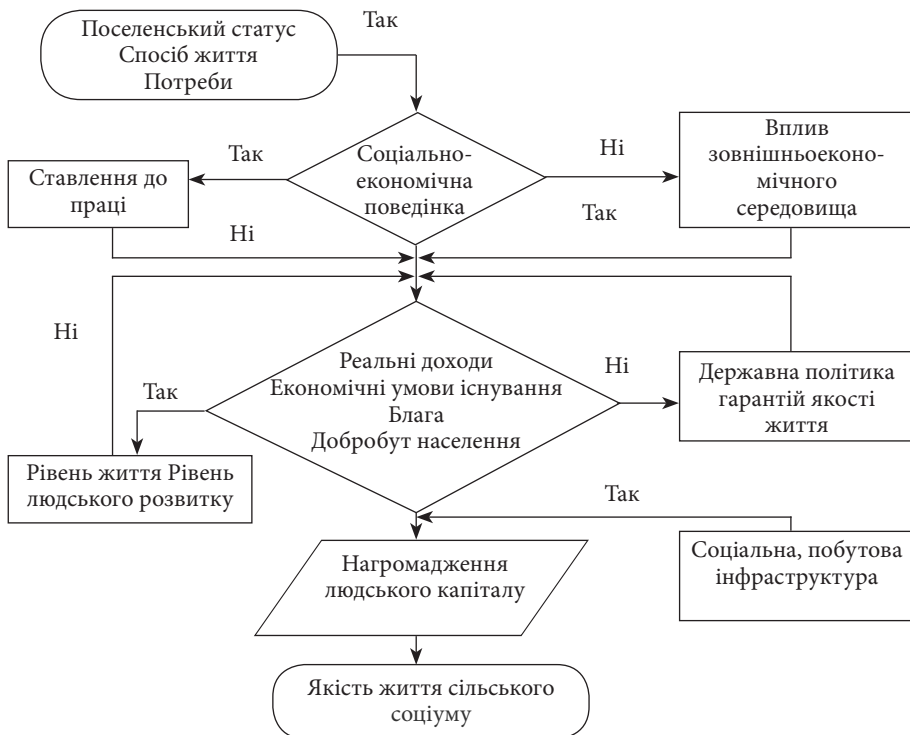 Так
Поселенський статус
Спосіб життя
Потреби
Так
Соціально-
економічна
поведінка
Ні
Вплив
зовнішньоеконо-
мічного
середовища
Ставлення до
праці
Так
Ні
Ні
Реальні доходи
Економічні умови існування
Блага
Добробут населення
Ні
Державна політика
гарантій якості
життя
Так
Рівень життя Рівень
людського розвитку
Так
Соціальна, побутова
інфраструктура
Нагромадження
людського капіталу
Якість життя сільського
соціуму